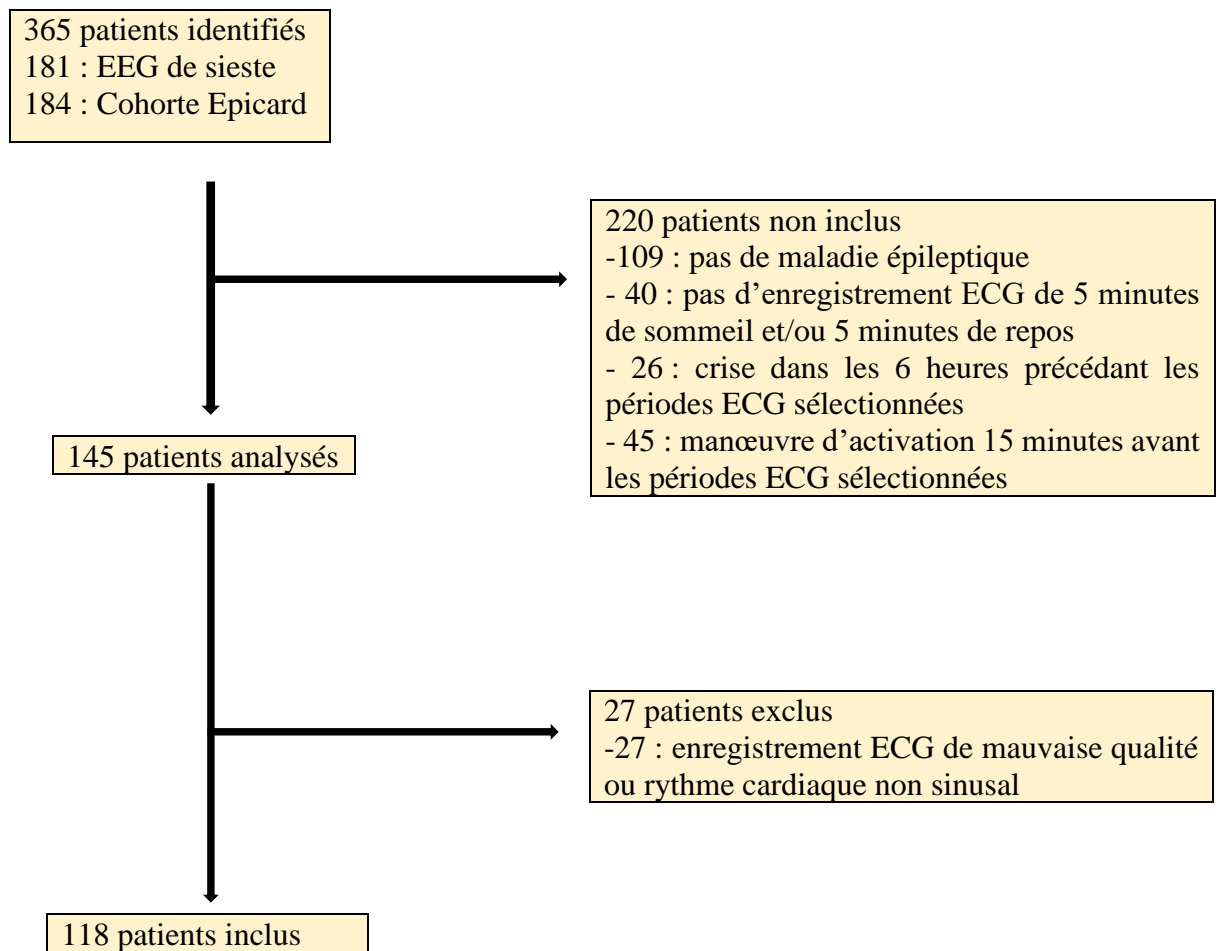 365 patients identifiés
181 : EEG de sieste
184 : Cohorte Epicard
220 patients non inclus
-109 : pas de maladie épileptique
- 40 : pas d’enregistrement ECG de 5 minutes
de sommeil et/ou 5 minutes de repos
- 26 : crise dans les 6 heures précédant les
périodes ECG sélectionnées
- 45 : manœuvre d’activation 15 minutes avant
les périodes ECG sélectionnées
145 patients analysés
27 patients exclus
-27 : enregistrement ECG de mauvaise qualité
ou rythme cardiaque non sinusal
118 patients inclus